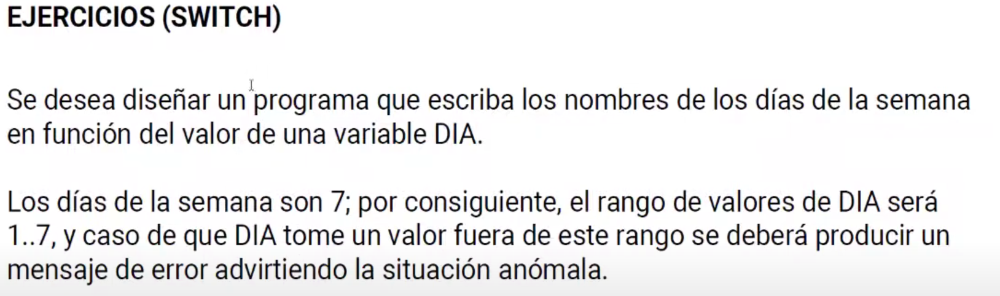 EJERCICIOS (SWITCH)
Se desea diseñar un programa que escriba los nombres de los días de la semana
en función del valor de una variable DIA.
Los días de la semana son 7; por consiguiente, el rango de valores de DIA será
1..7, y caso de que DIA tome un valor fuera de este rango se deberá producir un
mensaje de error advirtiendo la situación anómala.